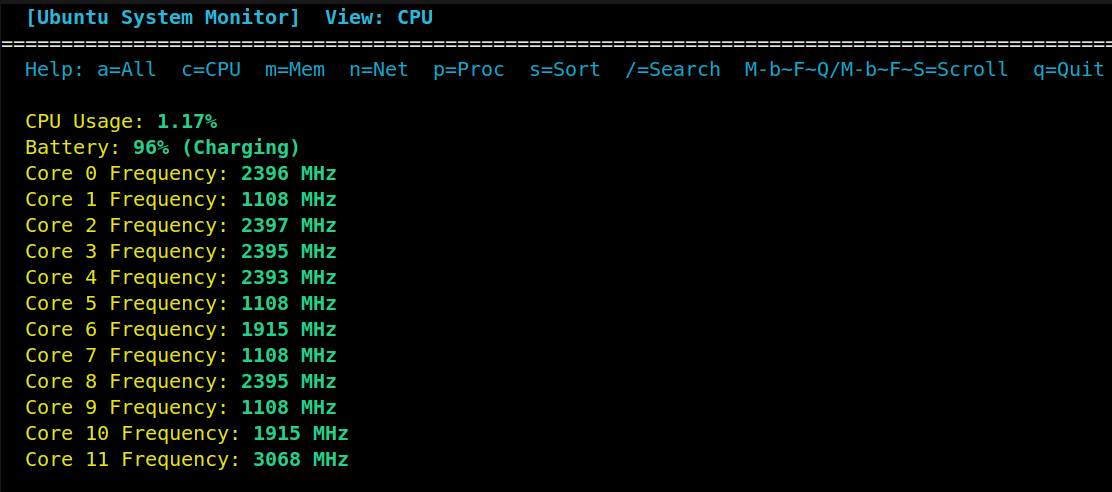 [Ubuntu System Monitor]  View: CPU
=============================================================================================
Help: a=All  c=CPU  m=Mem  n=Net  p=Proc  s=Sort  /=Search  M-b~F~Q/M-b~F~S=Scroll  q=Quit
CPU Usage: 1.17%
Battery: 96% (Charging)
Core 0 Frequency: 2396 MHz
Core 1 Frequency: 1108 MHz
Core 2 Frequency: 2397 MHz
Core 3 Frequency: 2395 MHz
Core 4 Frequency: 2393 MHz
Core 5 Frequency: 1108 MHz
Core 6 Frequency: 1915 MHz
Core 7 Frequency: 1108 MHz
Core 8 Frequency: 2395 MHz
Core 9 Frequency: 1108 MHz
Core 10 Frequency: 1915 MHz
Core 11 Frequency: 3068 MHz